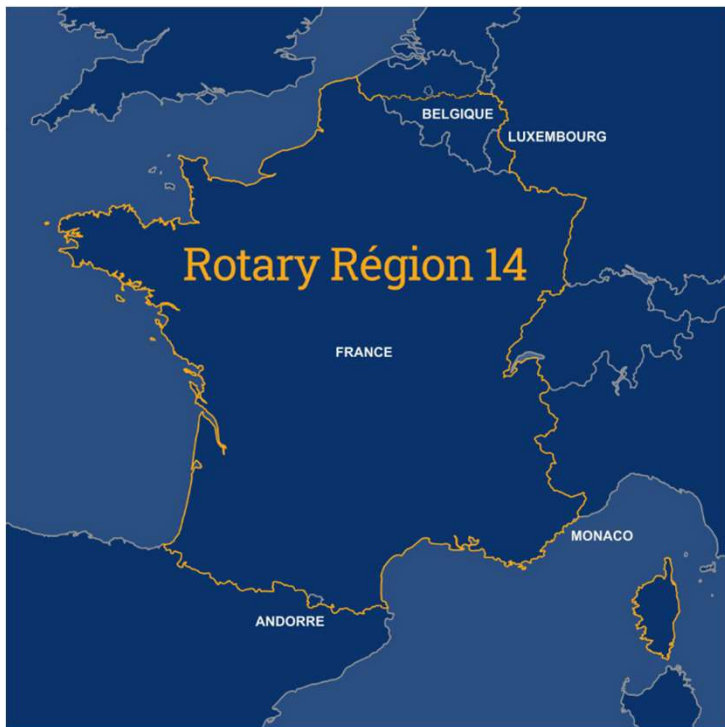 BELGIQUE
LUXEMBOURG
Rotary Région 14
FRANCE
MONACO
ANDORRE